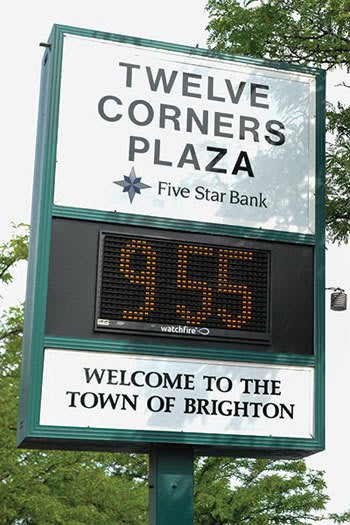 TWELVE
CORNERS
PLAZA
Five Star Bank
9 55
watchfire
WELCOME TO THE
TOWN OF BRIGHTON